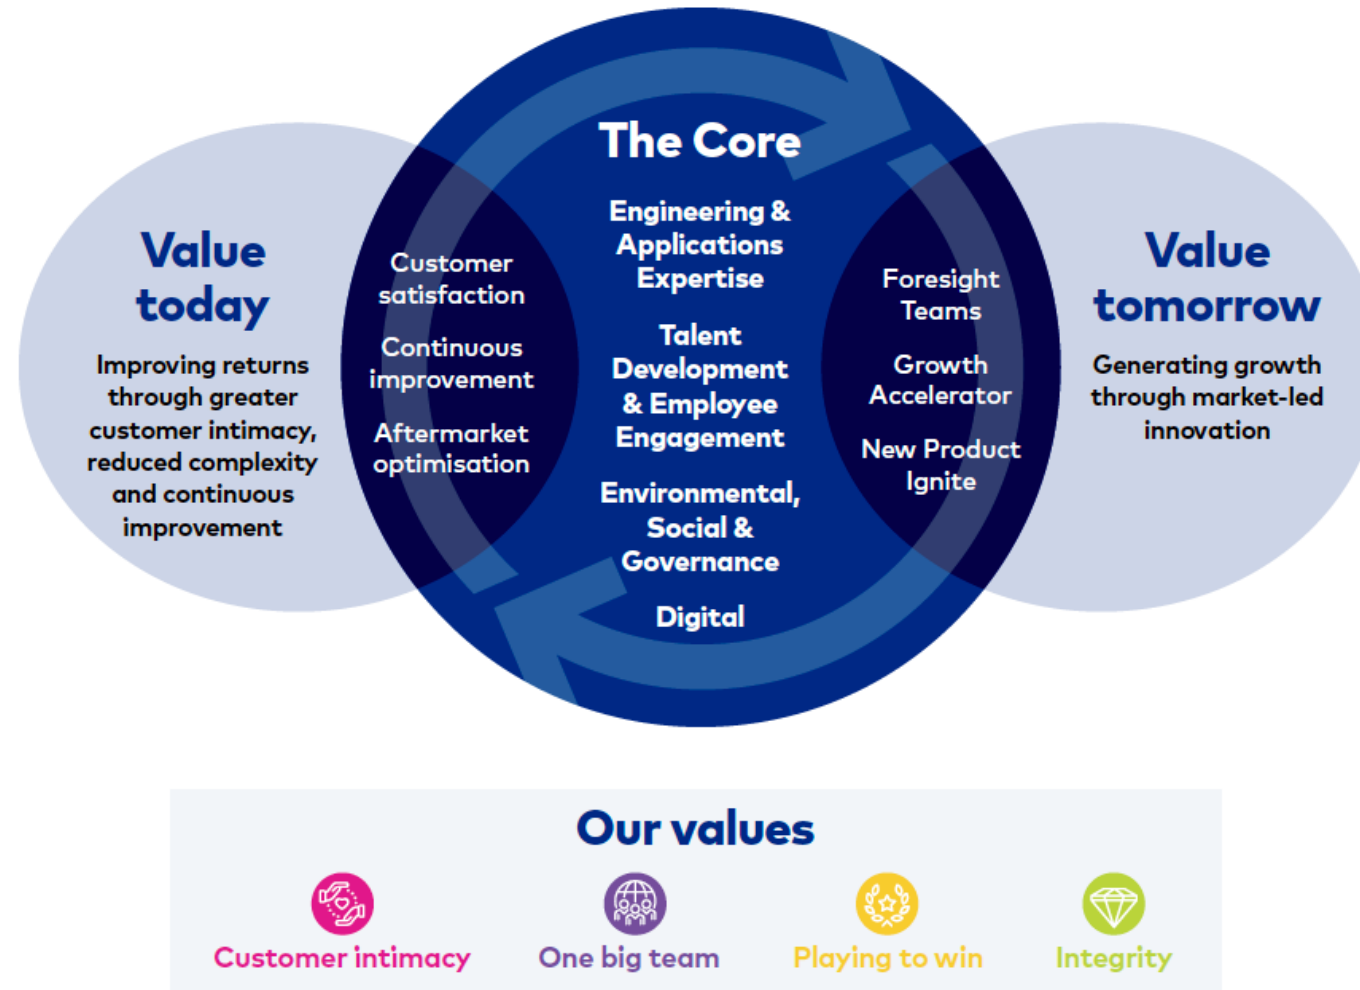 Value
today
Improving returns
through greater
customer intimacy,
reduced complexity
and continuous
improvement
Customer
satisfaction
Continuous
improvement
Aftermarket
optimisation
The Core
Engineering &
Applications
Expertise
Talent
Development
& Employee
Engagement
Environmental,
Social &
Governance
Digital
Foresight
Teams
Growth
Accelerator
New Product
Ignite
Value
tomorrow
Generating growth
through market-led
innovation
Our values
Customer intimacy
One big team
Playing to win
Integrity